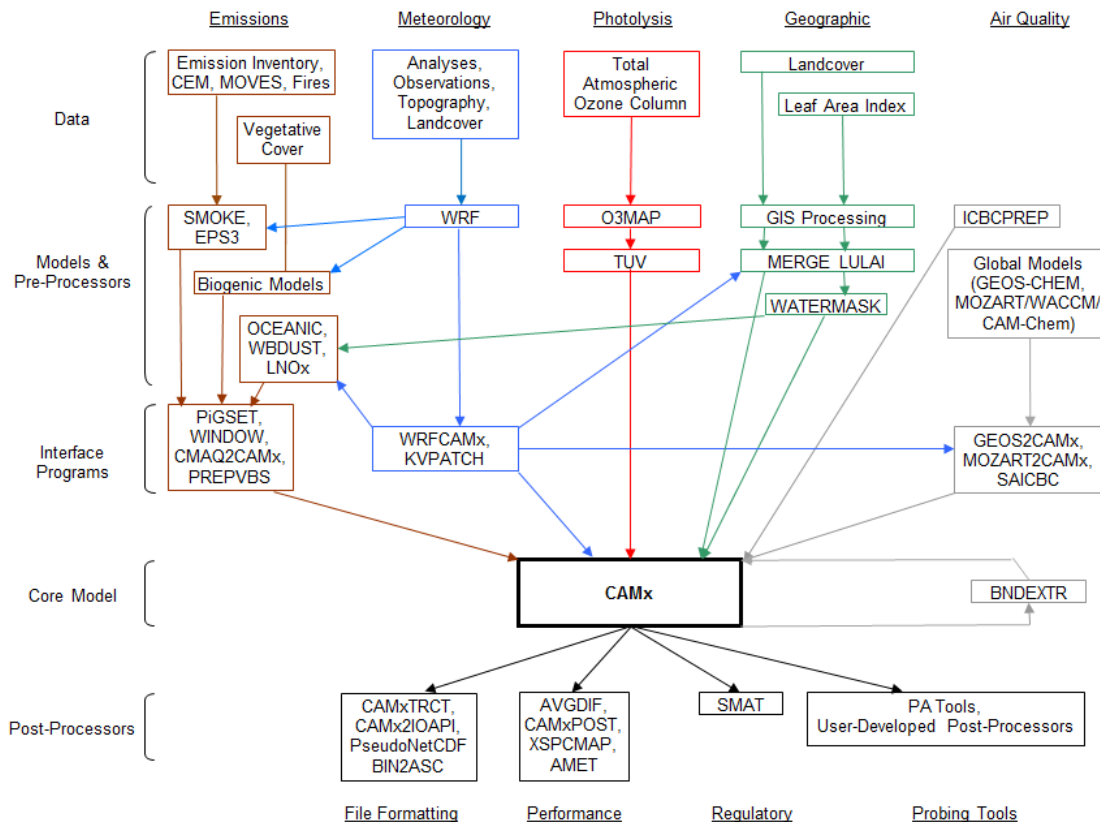 Emissions
Meteorology
Photolysis
Geographic
Air Quality
Data
Emission Inventory,
CEM, MOVES, Fires
Vegetative
Cover
Analyses,
Observations,
Topography,
Landcover
Total
Atmospheric
Ozone Column
Landcover
Leaf Area Index
Models &
Pre-Processors
SMOKE,
EPS3
Biogenic Models
OCEANIC,
WBDUST,
LNOx
WRF
O3MAP
TUV
GIS Processing
MERGE LULAI
WATERMASK
ICBCPREP
Global Models
(GEOS-CHEM,
MOZART/WACCM/
CAM-Chem)
Interface
Programs
PiGSET,
WINDOW,
CMAQ2CAMx,
PREPVBS
WRFCAMx,
KVPATCH
GEOS2CAMx,
MOZART2CAMx,
SAICBC
Core Model
CAMx
BNDEXTR
Post-Processors
CAMxTRCT,
CAMx2IOAPI,
PseudoNetCDF
BIN2ASC
AVGDIF,
CAMxPOST,
XSPCMAP,
AMET
SMAT
PA Tools,
User-Developed Post-Processors
File Formatting
Performance
Regulatory
Probing Tools